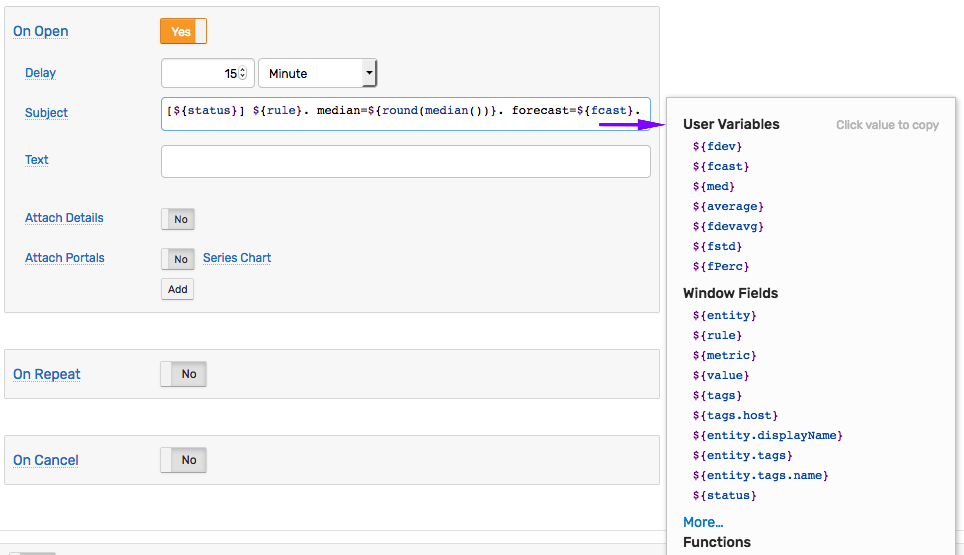 On Open
Yes
Delay
15
Minute
Subject
[${status}] ${rule}. median=${round(median())}. forecast=${fcast}.
Text
Attach Details
No
Attach Portals
No
Series Chart
Add
On Repeat
No
On Cancel
No
User Variables
Click value to copy
${fdev}
${fcast}
${med}
${average}
${fdevavg}
${fstd}
${fPerc}
Window Fields
${entity}
${rule}
${metric}
${value}
${tags}
${tags.host}
${entity.displayName}
${entity.tags}
${entity.tags.name}
${status}
More...
Functions